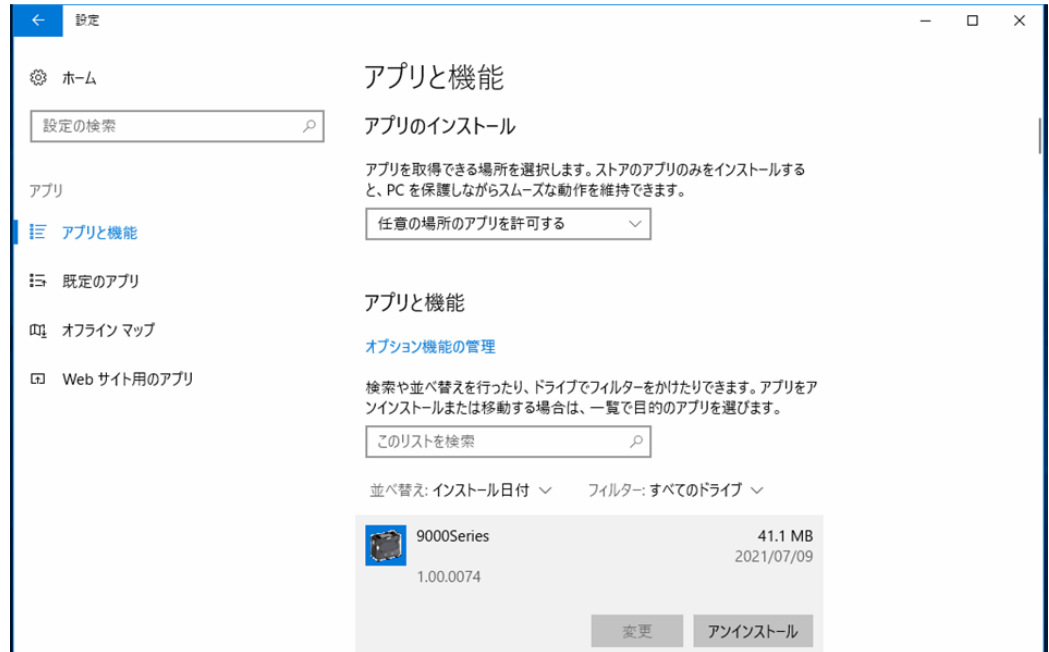 設定
ホーム
設定の検索
アプリ
アプリと機能
既定のアプリ
オフライン マップ
Web サイト用のアプリ
アプリと機能
アプリのインストール
アプリを取得できる場所を選択します。ストアのアプリのみをインストールする
と、PC を保護しながらスムーズな動作を維持できます。
任意の場所のアプリを許可する
アプリと機能
オプション機能の管理
検索や並べ替えを行ったり、ドライブでフィルターをかけたりできます。アプリをア
ンインストールまたは移動する場合は、一覧で目的のアプリを選びます。
このリストを検索
並べ替え: インストール日付 フィルター: すべてのドライブ
9000Series 41.1 MB
2021/07/09
1.00.0074
変更 アンインストール